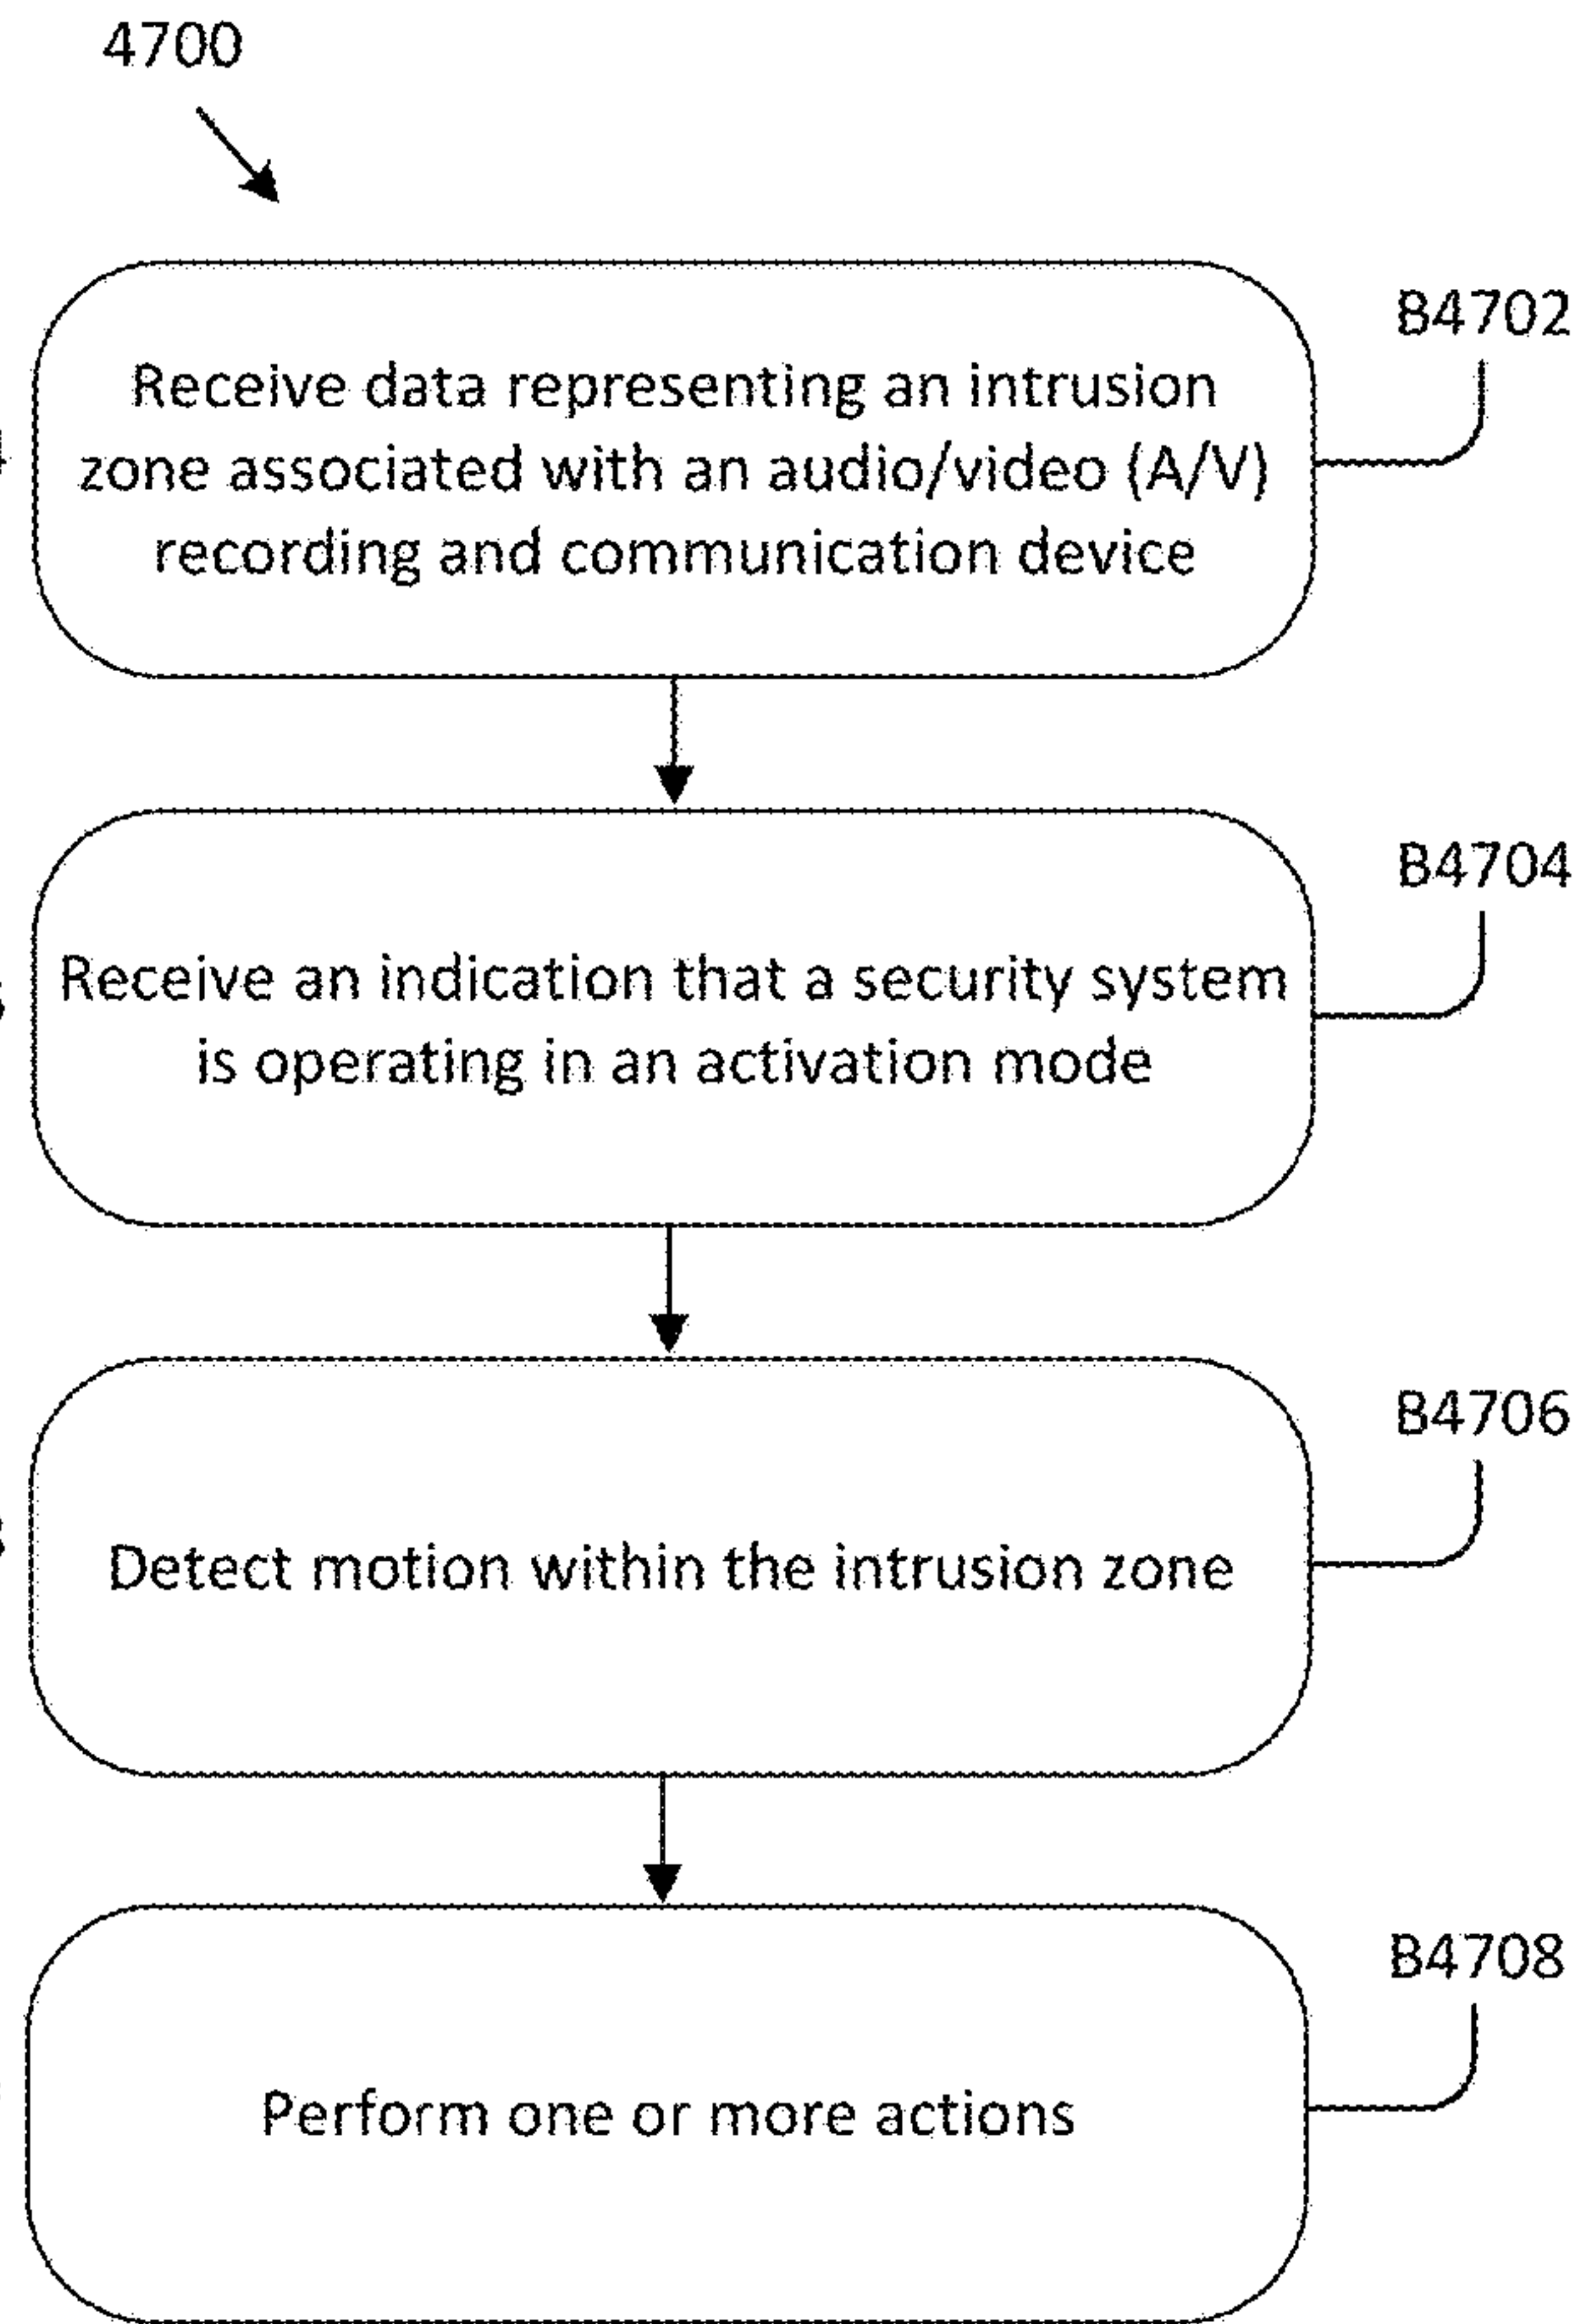 4700
B4702
Receive data representing an intrusion
zone associated with an audio/video (A/V)
recording and communication device
B4704
Receive an indication that a security system
is operating in an activation mode
B4706
Detect motion within the intrusion zone
B4708
Perform one or more actions